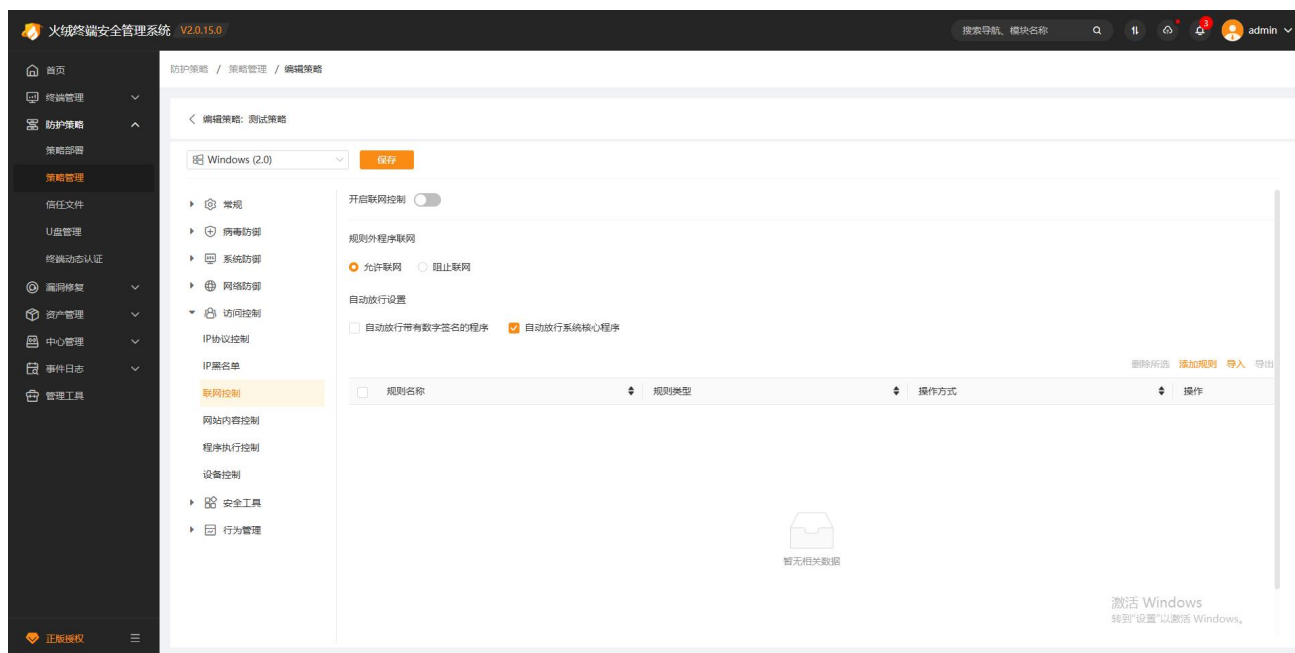 火绒终端安全管理系统 V2.0.15.0
搜索导航、模块名称
3
admin
首页
终端管理
防护策略
策略部署
策略管理
信任文件
U盘管理
终端动态认证
漏洞修复
资产管理
中心管理
事件日志
管理工具
正版授权
防护策略 / 策略管理 / 编辑策略
编辑策略: 测试策略
Windows (2.0)
保存
常规
病毒防御
系统防御
网络防御
访问控制
IP协议控制
IP黑名单
联网控制
网站内容控制
程序执行控制
设备控制
安全工具
行为管理
开启联网控制
规则外程序联网
允许联网 阻止联网
自动放行设置
自动放行带有数字签名的程序 自动放行系统核心程序
删除所选 添加规则 导入 导出
规则名称 规则类型 操作方式 操作
暂无相关数据
激活 Windows
转到"设置"以激活 Windows。